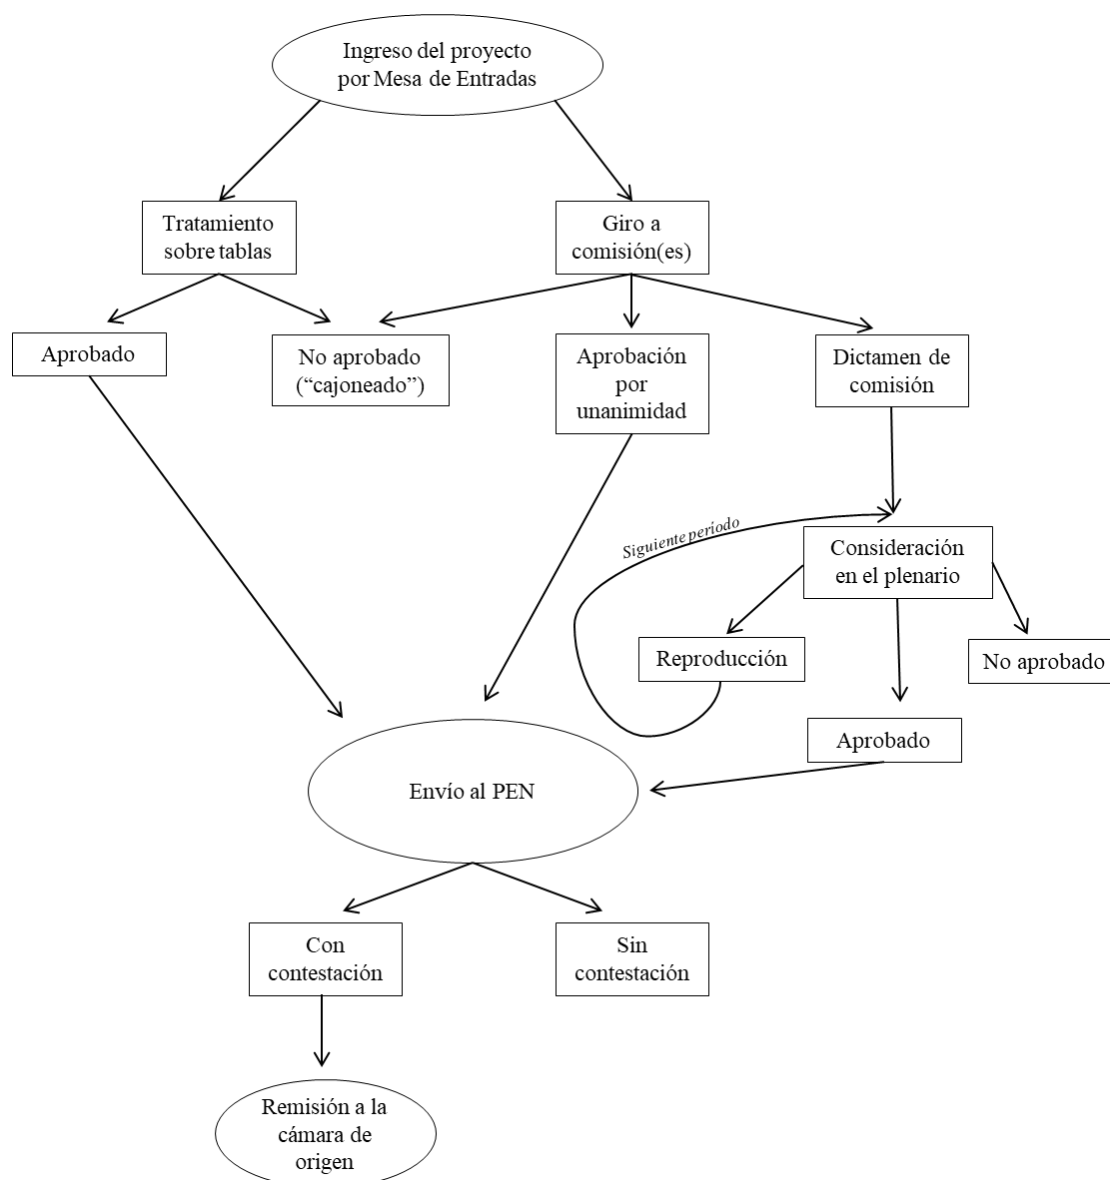 Ingreso del proyecto
por Mesa de Entradas
Tratamiento
sobre tablas
Giro a
comisión(es)
Aprobado
No aprobado
(“cajoneado”)
Aprobación
por
unanimidad
Dictamen de
comisión
Siguiente período
Consideración
en el plenario
Reproducción
No aprobado
Aprobado
Envío al PEN
Con
contestación
Sin
contestación
Remisión a la
cámara de
origen